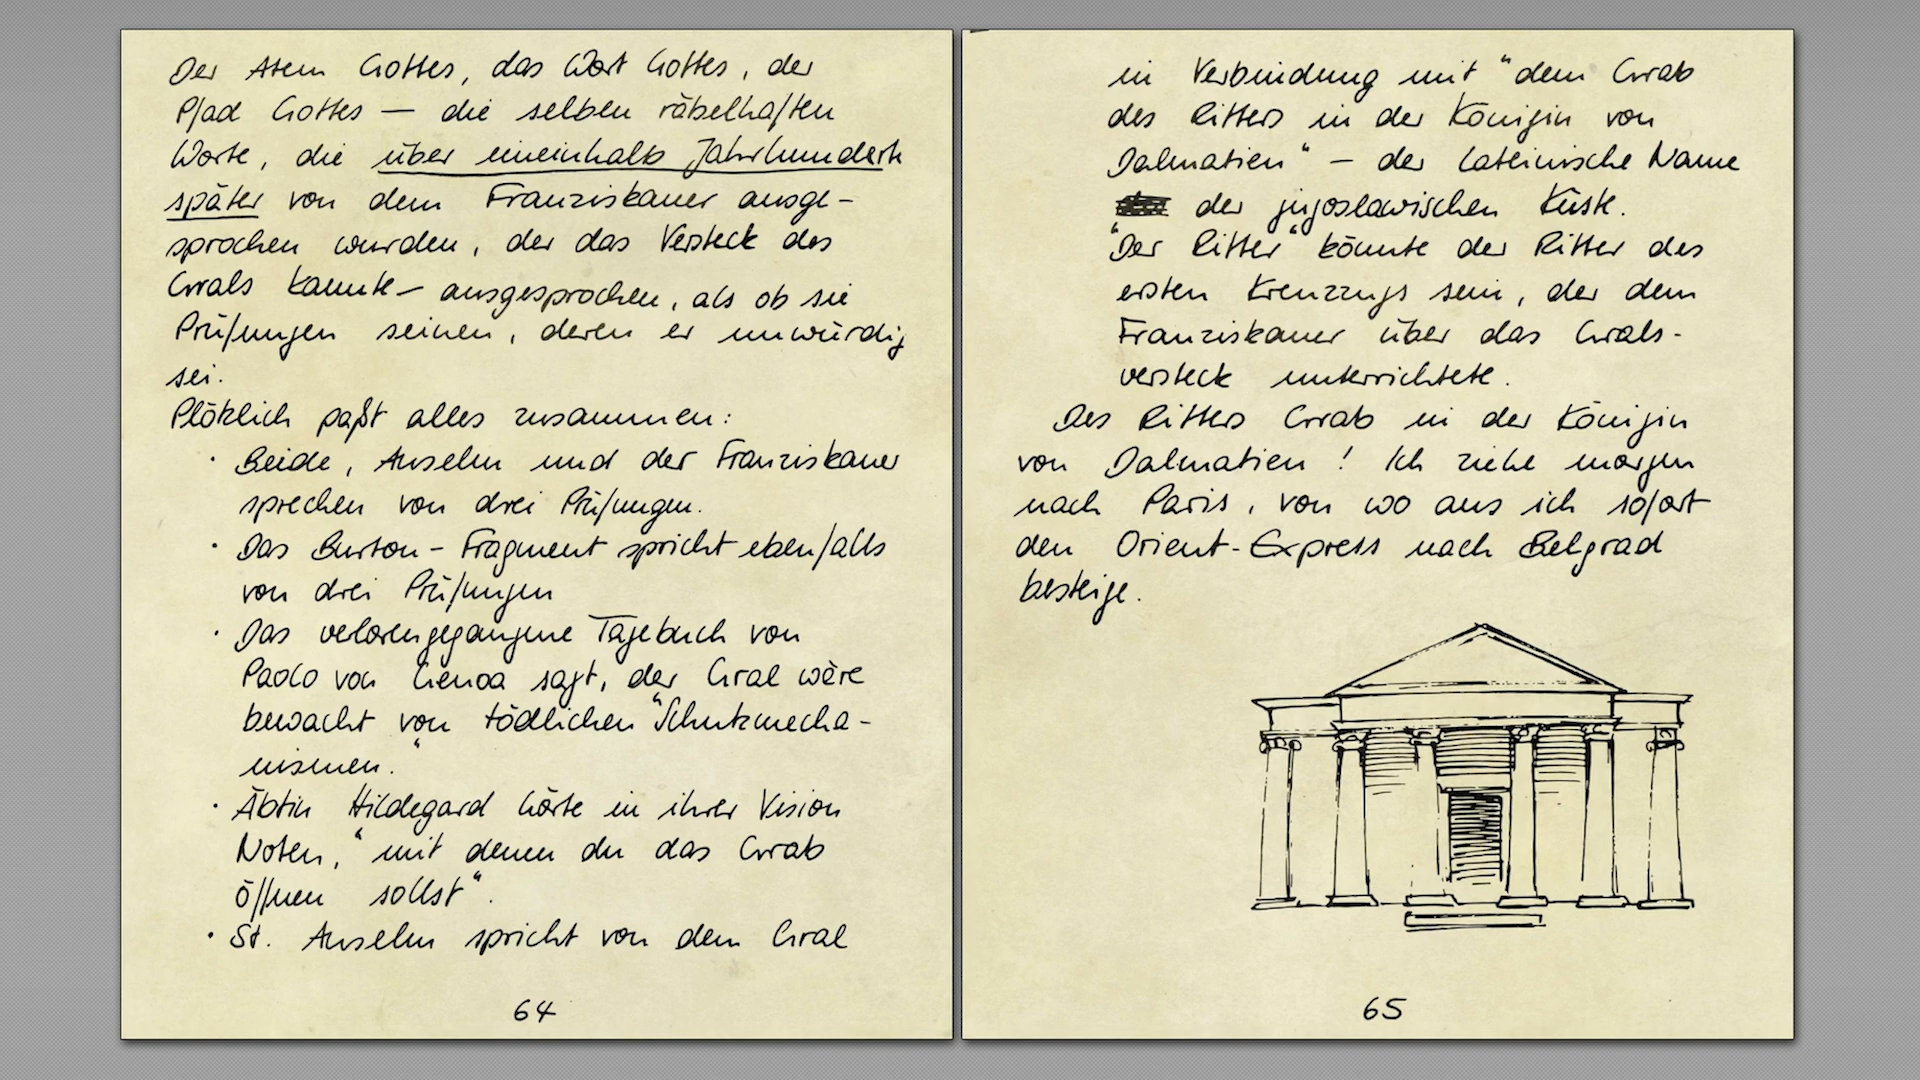 Der Atem Gottes, das Wort Gottes, der
Pfad Gottes — die selben rätselhaften
Worte, die über eineinhalb Jahrhunderte
später von dem Franziskaner ausge-
sprochen wurden, der das Versteck des
Grals kannte — ausgesprochen, als ob sie
Prüfungen seinen, deren er unwürdig
sei.
Plötzlich paßt alles zusammen:
· Beide, Anselm und der Franziskaner
sprechen von drei Prüfungen.
· Das Burton-Fragment spricht ebenfalls
von drei Prüfungen
· Das verlorengegangene Tagebuch von
Paolo von Genoa sagt, der Gral wäre
bewacht von tödlichen "Schutzmecha-
nismen."
· Äbtin Hildegard hörte in ihrer Vision
Noten, "mit denen du das Grab
öffnen sollst".
· St. Anselm spricht von dem Gral
64
in Verbindung mit "dem Grab
des Ritters in der Königin von
Dalmatien" – der lateinische Name
der jugoslawischen Küste.
"Der Ritter" könnte der Ritter des
ersten Kreuzzugs sein, der dem
Franziskaner über das Grals-
versteck unterrichtete.
Des Ritters Grab in der Königin
von Dalmatien! Ich ziehe morgen
nach Paris, von wo aus ich sofort
den Orient-Express nach Belgrad
besteige.
65